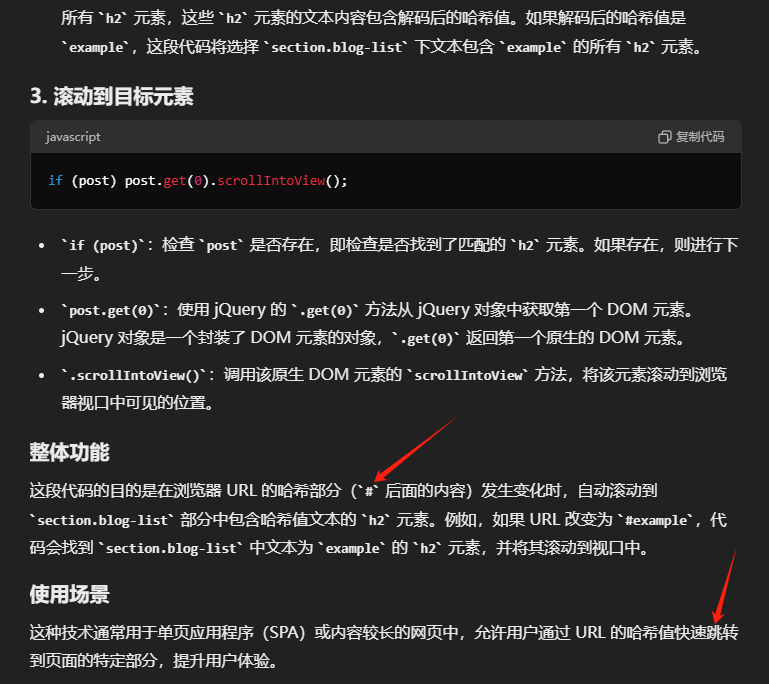 所有 `h2` 元素，这些 `h2` 元素的文本内容包含解码后的哈希值。如果解码后的哈希值是
`example`，这段代码将选择 `section.blog-list` 下文本包含 `example` 的所有 `h2` 元素。
3. 滚动到目标元素
javascript
复制代码
if (post) post.get(0).scrollIntoView();
• `if (post)`：检查 `post` 是否存在，即检查是否找到了匹配的 `h2` 元素。如果存在，则进行下
一步。
• `post.get(0)`：使用 jQuery 的 `.get(0)` 方法从 jQuery 对象中获取第一个 DOM 元素。
jQuery 对象是一个封装了 DOM 元素的对象，`.get(0)` 返回第一个原生的 DOM 元素。
• `.scrollIntoView()`：调用该原生 DOM 元素的 `scrollIntoView` 方法，将该元素滚动到浏览
器视口中可见的位置。
整体功能
这段代码的目的是在浏览器 URL 的哈希部分（`#` 后面的内容）发生变化时，自动滚动到
`section.blog-list` 部分中包含哈希值文本的 `h2` 元素。例如，如果 URL 改变为 `#example`，代
码会找到 `section.blog-list` 中文本为 `example` 的 `h2` 元素，并将其滚动到视口中。
使用场景
这种技术通常用于单页应用程序（SPA）或内容较长的网页中，允许用户通过 URL 的哈希值快速跳转
到页面的特定部分，提升用户体验。